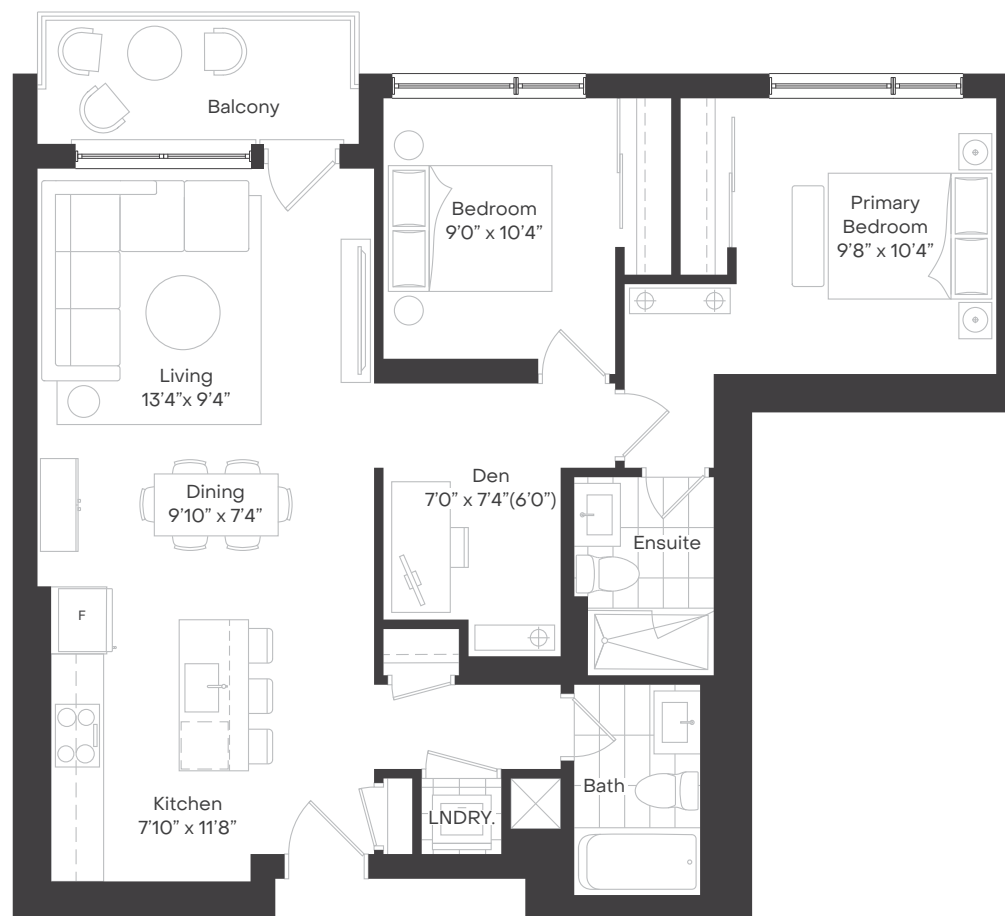 Balcony
Bedroom
9’0” x 10’4”
Primary
Bedroom
9’8” x 10’4”
Living
13’4”x 9’4”
Dining
9’10” x 7’4”
Den
7’0” x 7’4”(6’0”)
Ensuite
F
Kitchen
7’10” x 11’8”
LNDRY.
Bath